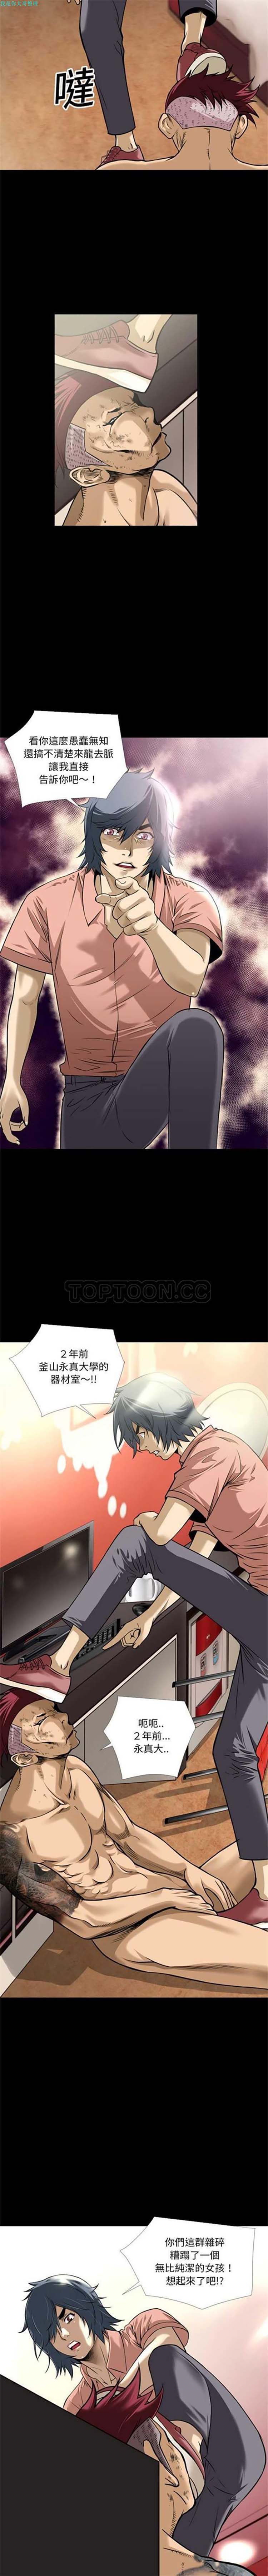 噠
看你這麼愚蠢無知
還搞不清楚來龍去脈
讓我直接
告訴你吧～！
TOPTOON.CC
２年前
釜山永真大學的
器材室～!!
呃呃..
２年前...
永真大..
你們這群雜碎
糟蹋了一個
無比純潔的女孩！
想起來了吧!?